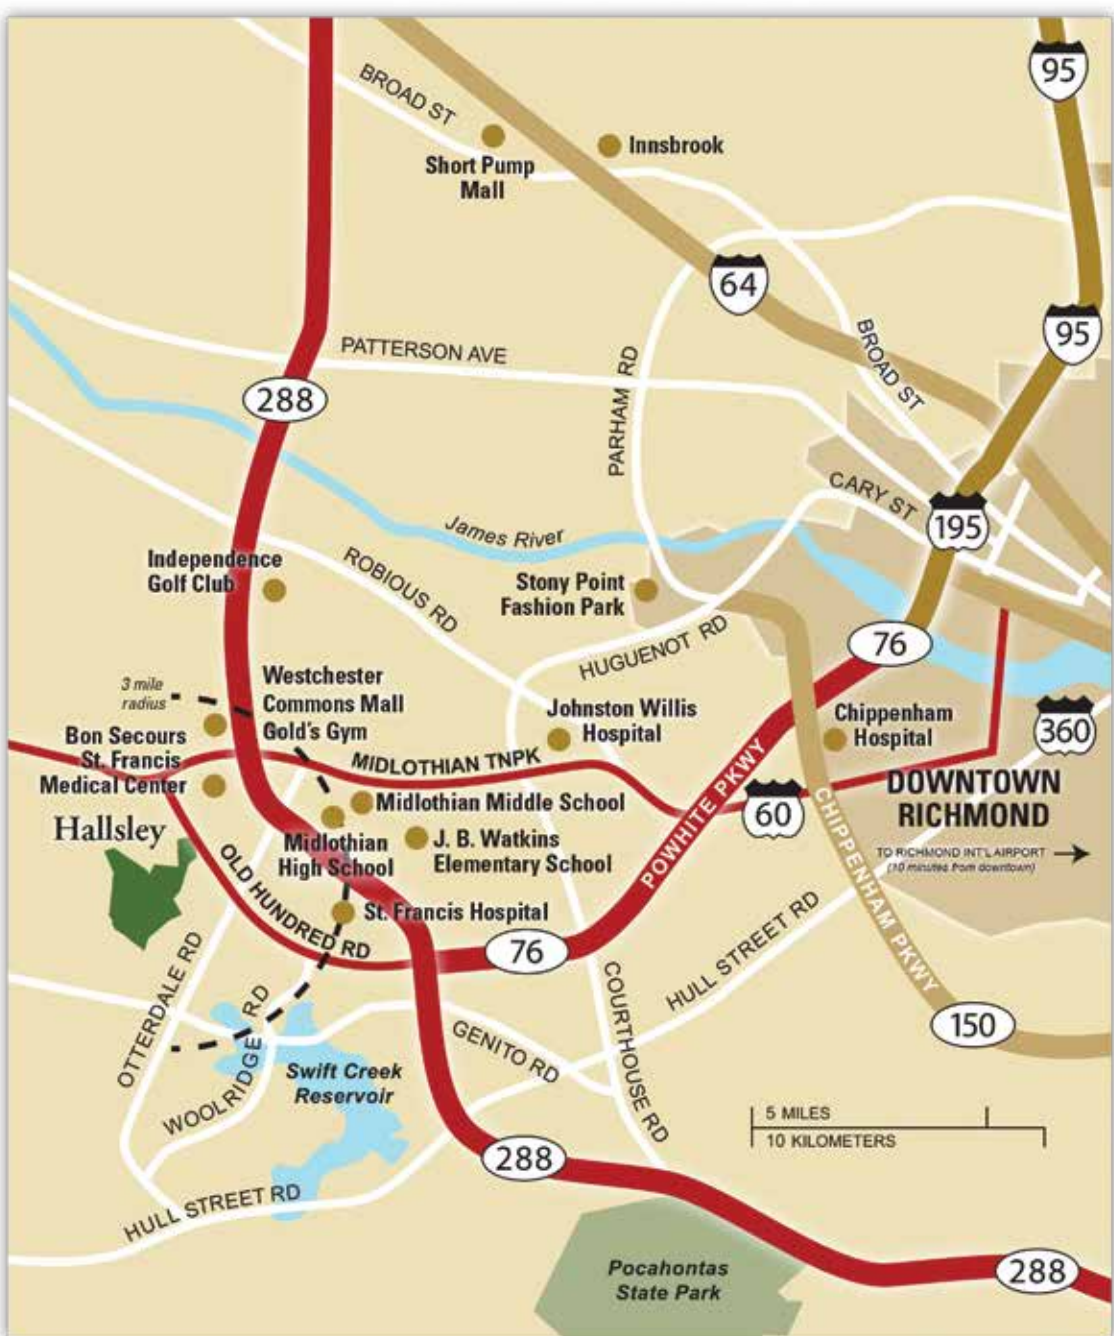 95
BROAD ST
Innsbrook
Short Pump
Mall
64
95
BROAD ST
PATTERSON AVE
PARHAM RD
288
CARY ST
195
James River
Independence
Golf Club
ROBIOUS RD
Stony Point
Fashion Park
HUGUENOT RD
76
3 mile
radius
Westchester
Commons Mall
Gold's Gym
Johnston Willis
Hospital
Chippenham
Hospital
360
Bon Secours
St. Francis
Medical Center
MIDLOTHIAN TNPK
POWHITE PKWY
60
DOWNTOWN
RICHMOND
TO RICHMOND INT'L AIRPORT
(10 minutes from downtown)
CHIPPENHAM PKWY
Midlothian Middle School
Hallsley
Midlothian
High School
J. B. Watkins
Elementary School
OLD HUNDRED RD
St. Francis Hospital
76
HULL STREET RD
OTTERDALE RD
WOOLRIDGE RD
GENITO RD
COURTHOUSE RD
150
Swift Creek
Reservoir
5 MILES
10 KILOMETERS
288
HULL STREET RD
Pocahontas
State Park
288